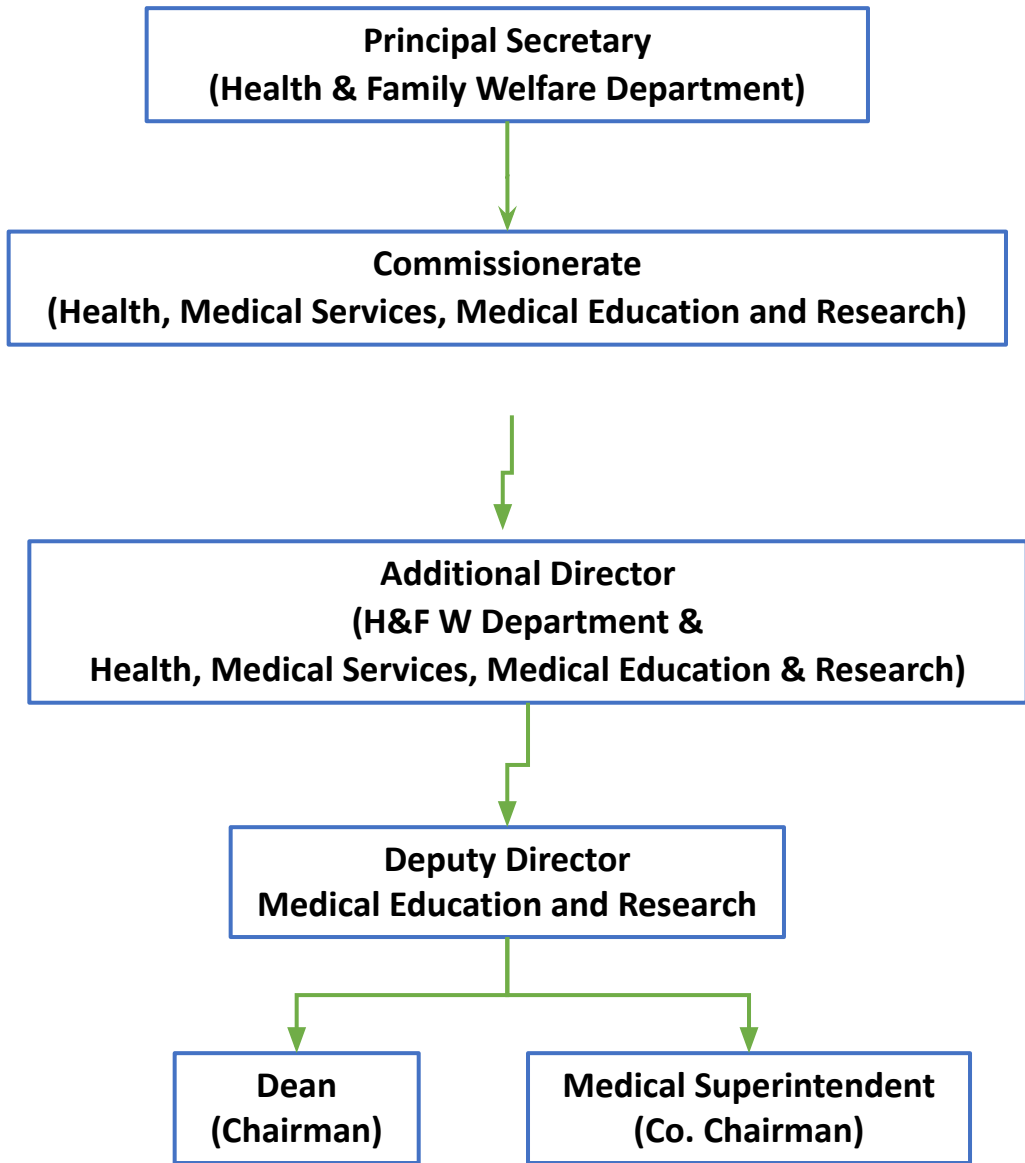 Principal Secretary
(Health & Family Welfare Department)
Commissionerate
(Health, Medical Services, Medical Education and Research)
Additional Director
(H&F W Department &
Health, Medical Services, Medical Education & Research)
Deputy Director
Medical Education and Research
Dean
(Chairman)
Medical Superintendent
(Co. Chairman)